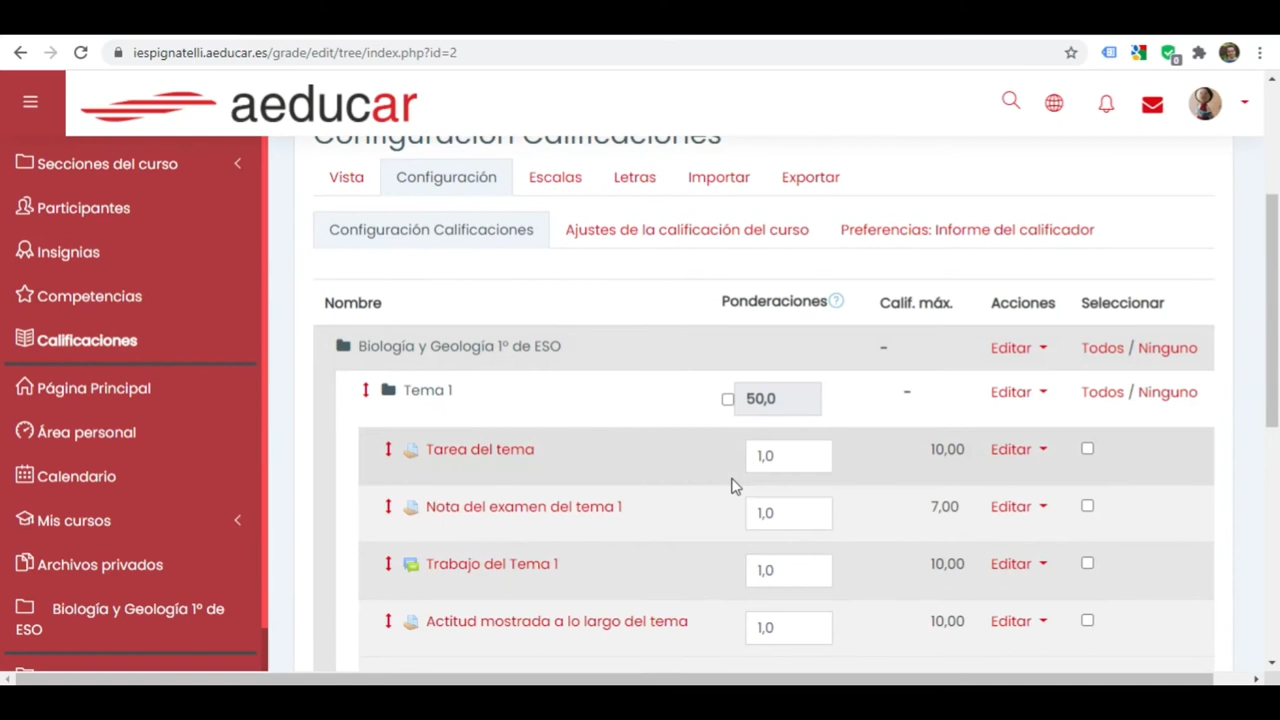 iespignatelli.aeducar.es/grade/edit/tree/index.php?id=2
aeducar
Configuración Calificaciones
Vista Configuración Escalas Letras Importar Exportar
Configuración Calificaciones Ajustes de la calificación del curso Preferencias: Informe del calificador
Secciones del curso
Participantes
Insignias
Competencias
Calificaciones
Página Principal
Área personal
Calendario
Mis cursos
Archivos privados
Biología y Geología 1º de
ESO
Nombre Ponderaciones ? Calif. máx. Acciones Seleccionar
Biología y Geología 1º de ESO - Editar Todos / Ninguno
Tema 1 50,0 - Editar Todos / Ninguno
Tarea del tema 1,0 10,00 Editar
Nota del examen del tema 1 1,0 7,00 Editar
Trabajo del Tema 1 1,0 10,00 Editar
Actitud mostrada a lo largo del tema 1,0 10,00 Editar